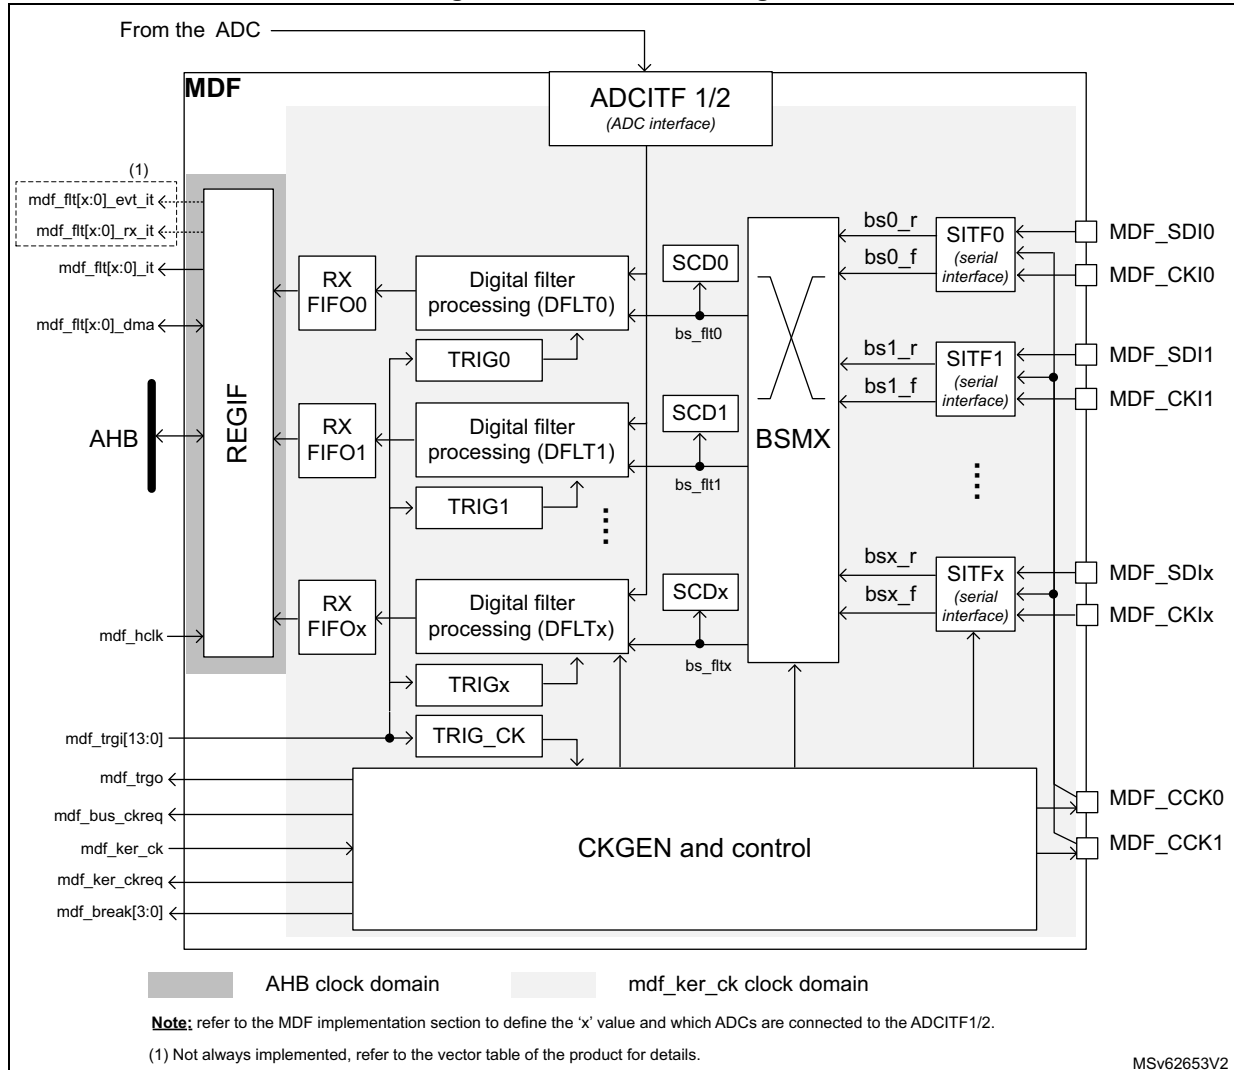 From the ADC
MDF
ADCITF 1/2
(ADC interface)
(1)
mdf_flt[x:0]_evt_it
mdf_flt[x:0]_rx_it
mdf_flt[x:0]_it
mdf_flt[x:0]_dma
AHB
mdf_hclk
REGIF
RX
FIFO0
Digital filter
processing (DFLT0)
TRIG0
SCD0
bs_flt0
RX
FIFO1
Digital filter
processing (DFLT1)
TRIG1
SCD1
bs_flt1
RX
FIFOx
Digital filter
processing (DFLTx)
TRIGx
SCDx
bs_fltx
BSMX
bs0_r
bs0_f
SITF0
(serial
interface)
MDF_SDI0
MDF_CKI0
bs1_r
bs1_f
SITF1
(serial
interface)
MDF_SDI1
MDF_CKI1
bsx_r
bsx_f
SITFx
(serial
interface)
MDF_SDIx
MDF_CKIx
mdf_trgi[13:0]
TRIG_CK
mdf_trgo
mdf_bus_ckreq
mdf_ker_ck
mdf_ker_ckreq
mdf_break[3:0]
CKGEN and control
MDF_CCK0
MDF_CCK1
AHB clock domain
mdf_ker_ck clock domain
Note: refer to the MDF implementation section to define the ‘x’ value and which ADCs are connected to the ADCITF1/2.
(1) Not always implemented, refer to the vector table of the product for details.
MSv62653V2